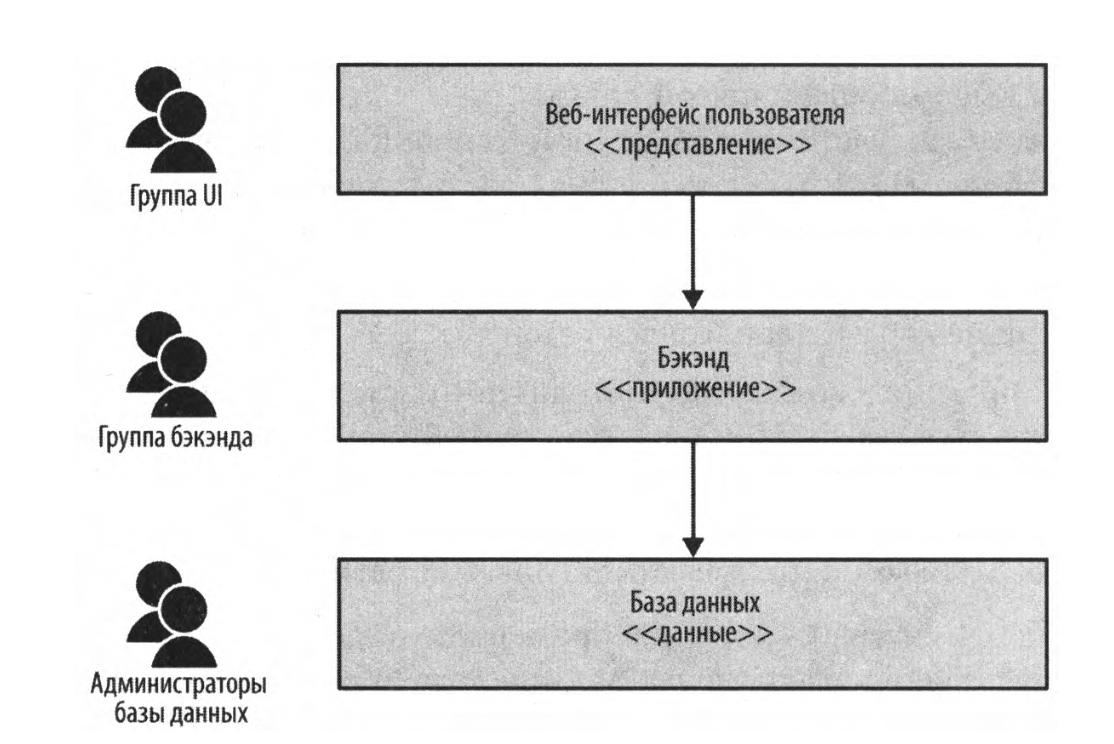 Группа UI
Веб-интерфейс пользователя
<<представление>>
Группа бэкэнда
Бэкэнд
<<приложение>>
Администраторы
базы данных
База данных
<<данные>>